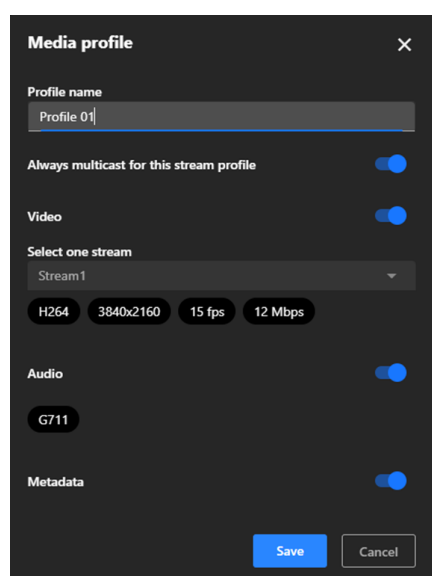 Media profile
Profile name
Profile 01
Always multicast for this stream profile
Video
Select one stream
Stream1
H264 3840x2160 15 fps 12 Mbps
Audio
G711
Metadata
Save Cancel